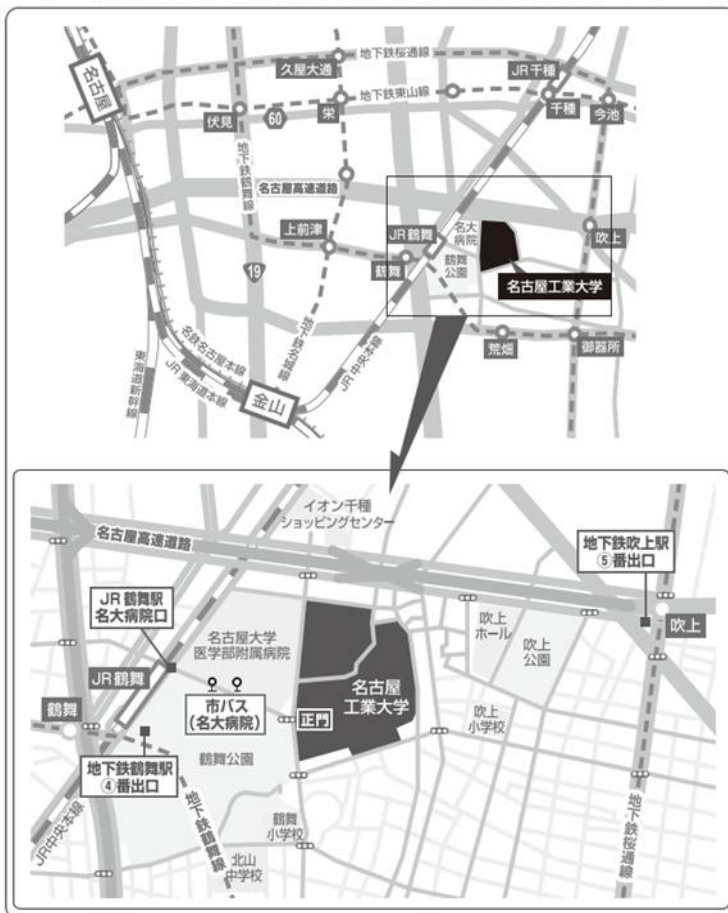 地下鉄桜通線
久屋大通
JR千種
名古屋
地下鉄東山線
伏見
60
栄
千種
今池
地下鉄鶴舞線
名古屋高速道路
上前津
JR鶴舞
名大
病院
吹上
鶴舞
鶴舞
公園
19
名古屋工業大学
名鉄名古屋本線
JR東海道本線
東海道新幹線
地下鉄名城線
JR中央本線
荒畑
御器所
金山
イオン千種
ショッピングセンター
名古屋高速道路
地下鉄吹上駅
⑤番出口
JR鶴舞駅
名大病院口
吹上
ホール
吹上
公園
吹上
名古屋大学
医学部附属病院
JR鶴舞
名古屋
工業大学
鶴舞
市バス
(名大病院)
正門
吹上
小学校
地下鉄鶴舞駅
④番出口
鶴舞公園
地下鉄鶴舞線
鶴舞
小学校
JR中央本線
北山
中学校
地下鉄桜通線